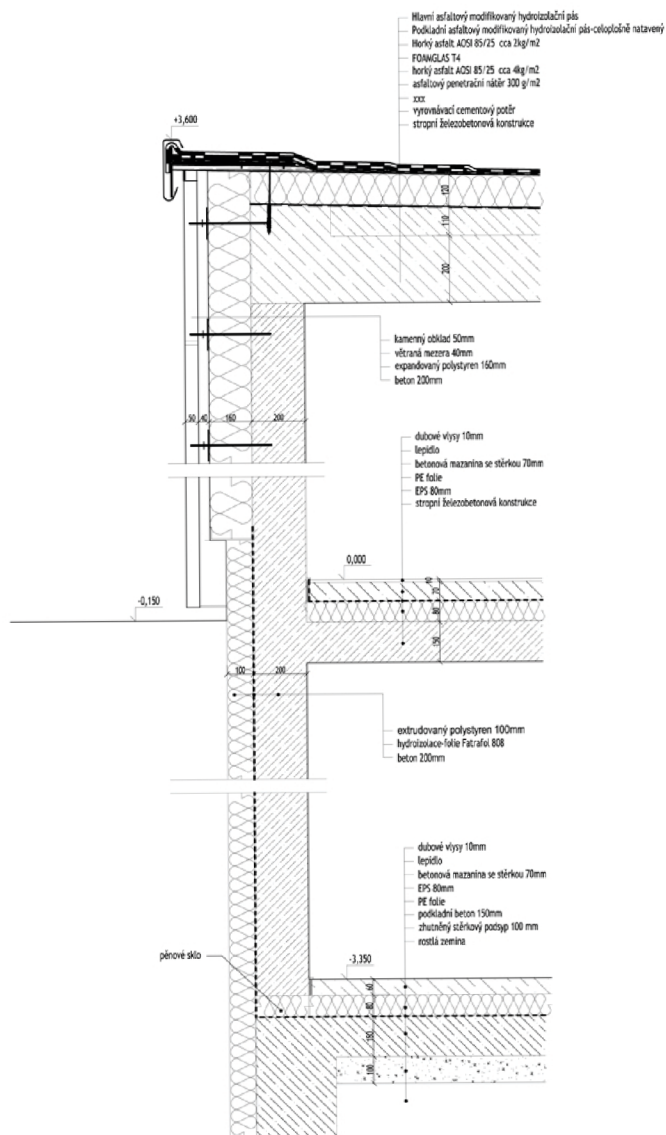 Hlavní asfaltový modifikovaný hydroizolační pás
Podkladní asfaltový modifikovaný hydroizolační pás-celoplošně natavený
Horký asfalt AOSI 85/25 cca 2kg/m2
FOAMGLAS T4
horký asfalt AOSI 85/25 cca 4kg/m2
asfaltový penetrační nátěr 300 g/m2
xxx
vyrovnávací cementový potěr
stropní železobetonová konstrukce
+3,600
120
110
200
kamenný obklad 50mm
větraná mezera 40mm
expandovaný polystyren 160mm
beton 200mm
50 40 160 200
dubové vlysy 10mm
lepidlo
betonová mazanina se stěrkou 70mm
PE folie
EPS 80mm
stropní železobetonová konstrukce
0,000
10
70
80
150
-0,150
100 200
extrudovaný polystyren 100mm
hydroizolace-folie Fatrafol 808
beton 200mm
dubové vlysy 10mm
lepidlo
betonová mazanina se stěrkou 70mm
EPS 80mm
PE folie
podkladní beton 150mm
zhutněný stěrkový podsyp 100 mm
rostlá zemina
pěnové sklo
-3,350
60
80
150
100